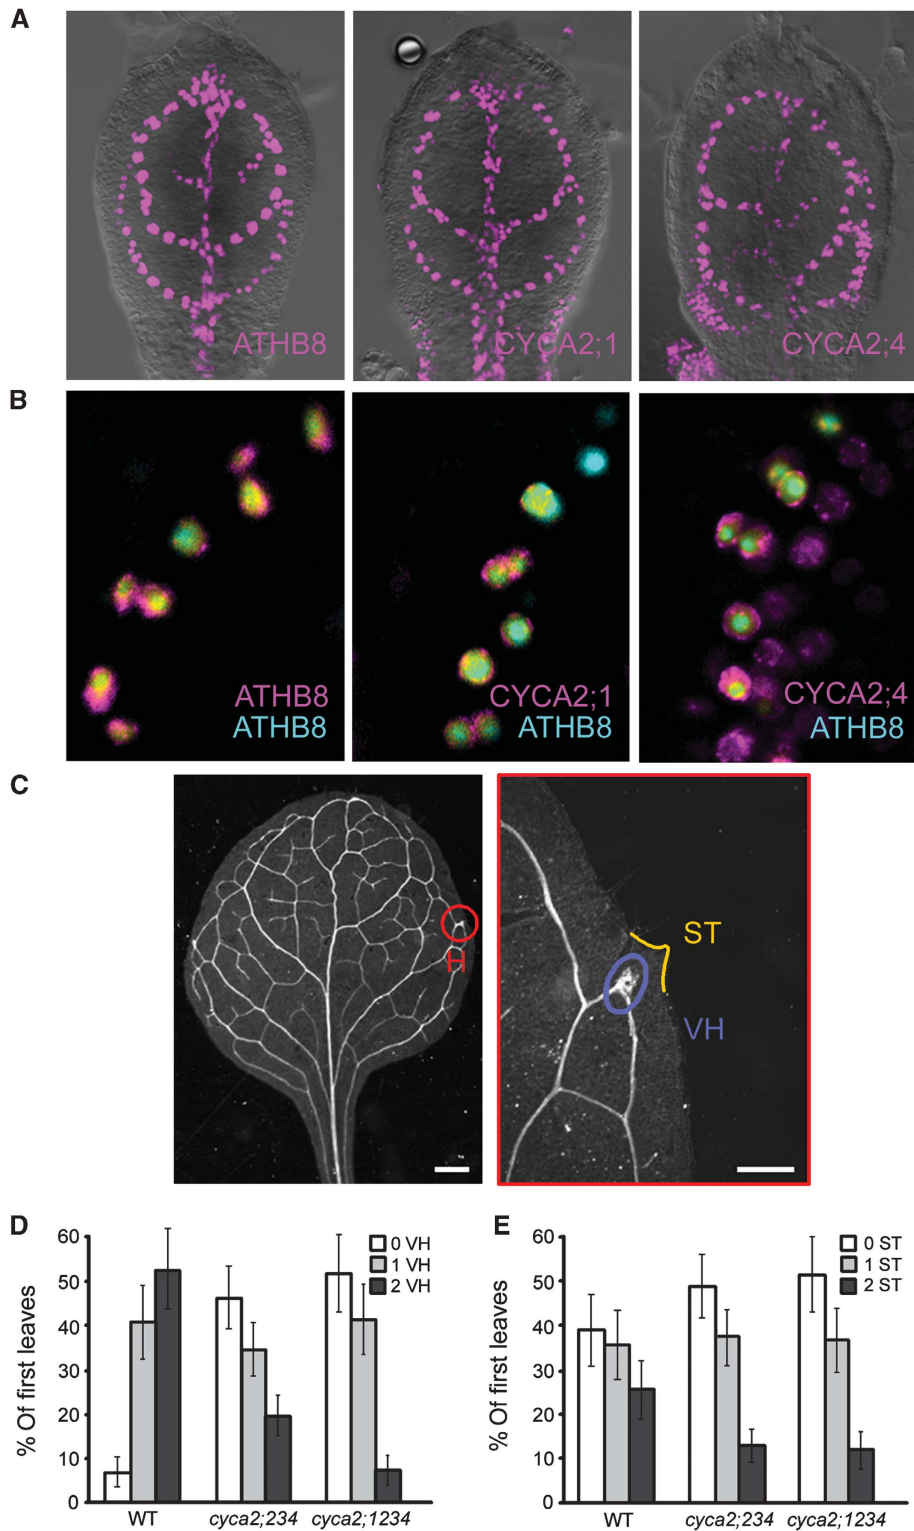 A
ATHB8
CYCA2;1
CYCA2;4
B
ATHB8
ATHB8
CYCA2;1
ATHB8
CYCA2;4
ATHB8
C
H
ST
VH
D
60
50
40
30
20
10
0
% Of first leaves
0 VH
1 VH
2 VH
WT
cyca2;234
cyca2;1234
E
60
50
40
30
20
10
0
% Of first leaves
0 ST
1 ST
2 ST
WT
cyca2;234
cyca2;1234